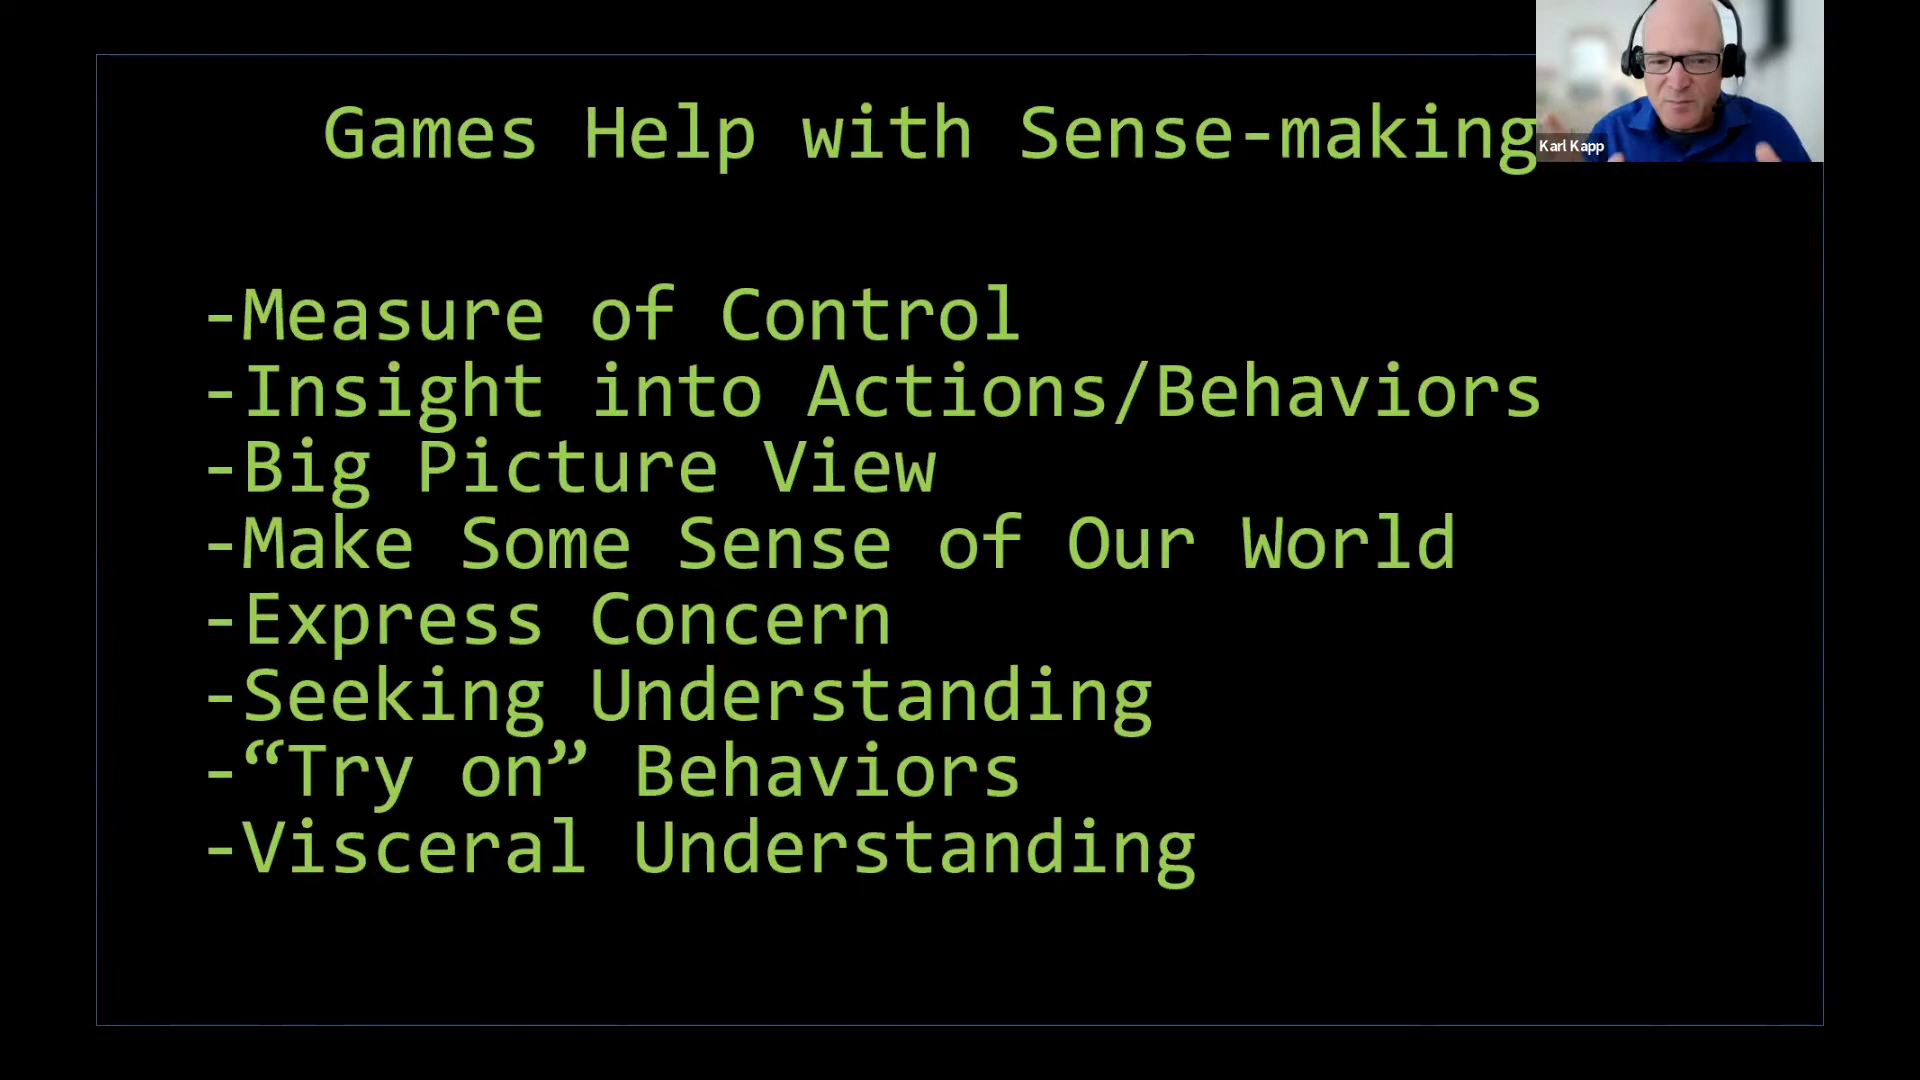 Games Help with Sense-making
Karl Kapp
-Measure of Control
-Insight into Actions/Behaviors
-Big Picture View
-Make Some Sense of Our World
-Express Concern
-Seeking Understanding
-“Try on” Behaviors
-Visceral Understanding